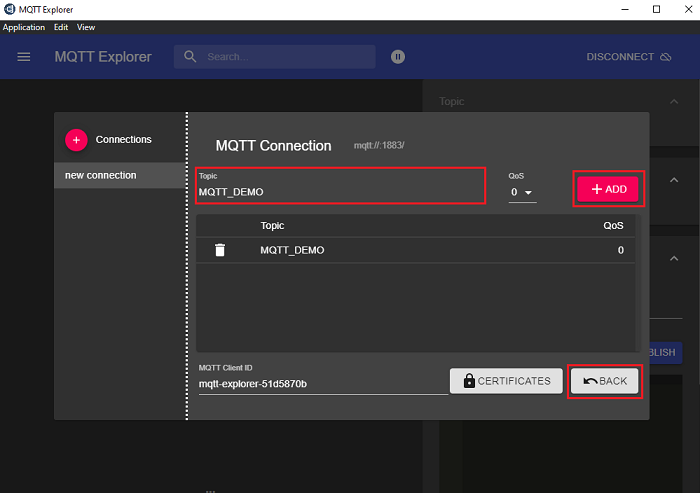 MQTT Explorer
Application Edit View
MQTT Explorer Search... DISCONNECT
Topic
Connections
MQTT Connection mqtt://:1883/
new connection
Topic QoS
MQTT_DEMO 0 ADD
Topic QoS
MQTT_DEMO 0
BLISH
MQTT Client ID
mqtt-explorer-51d5870b CERTIFICATES BACK